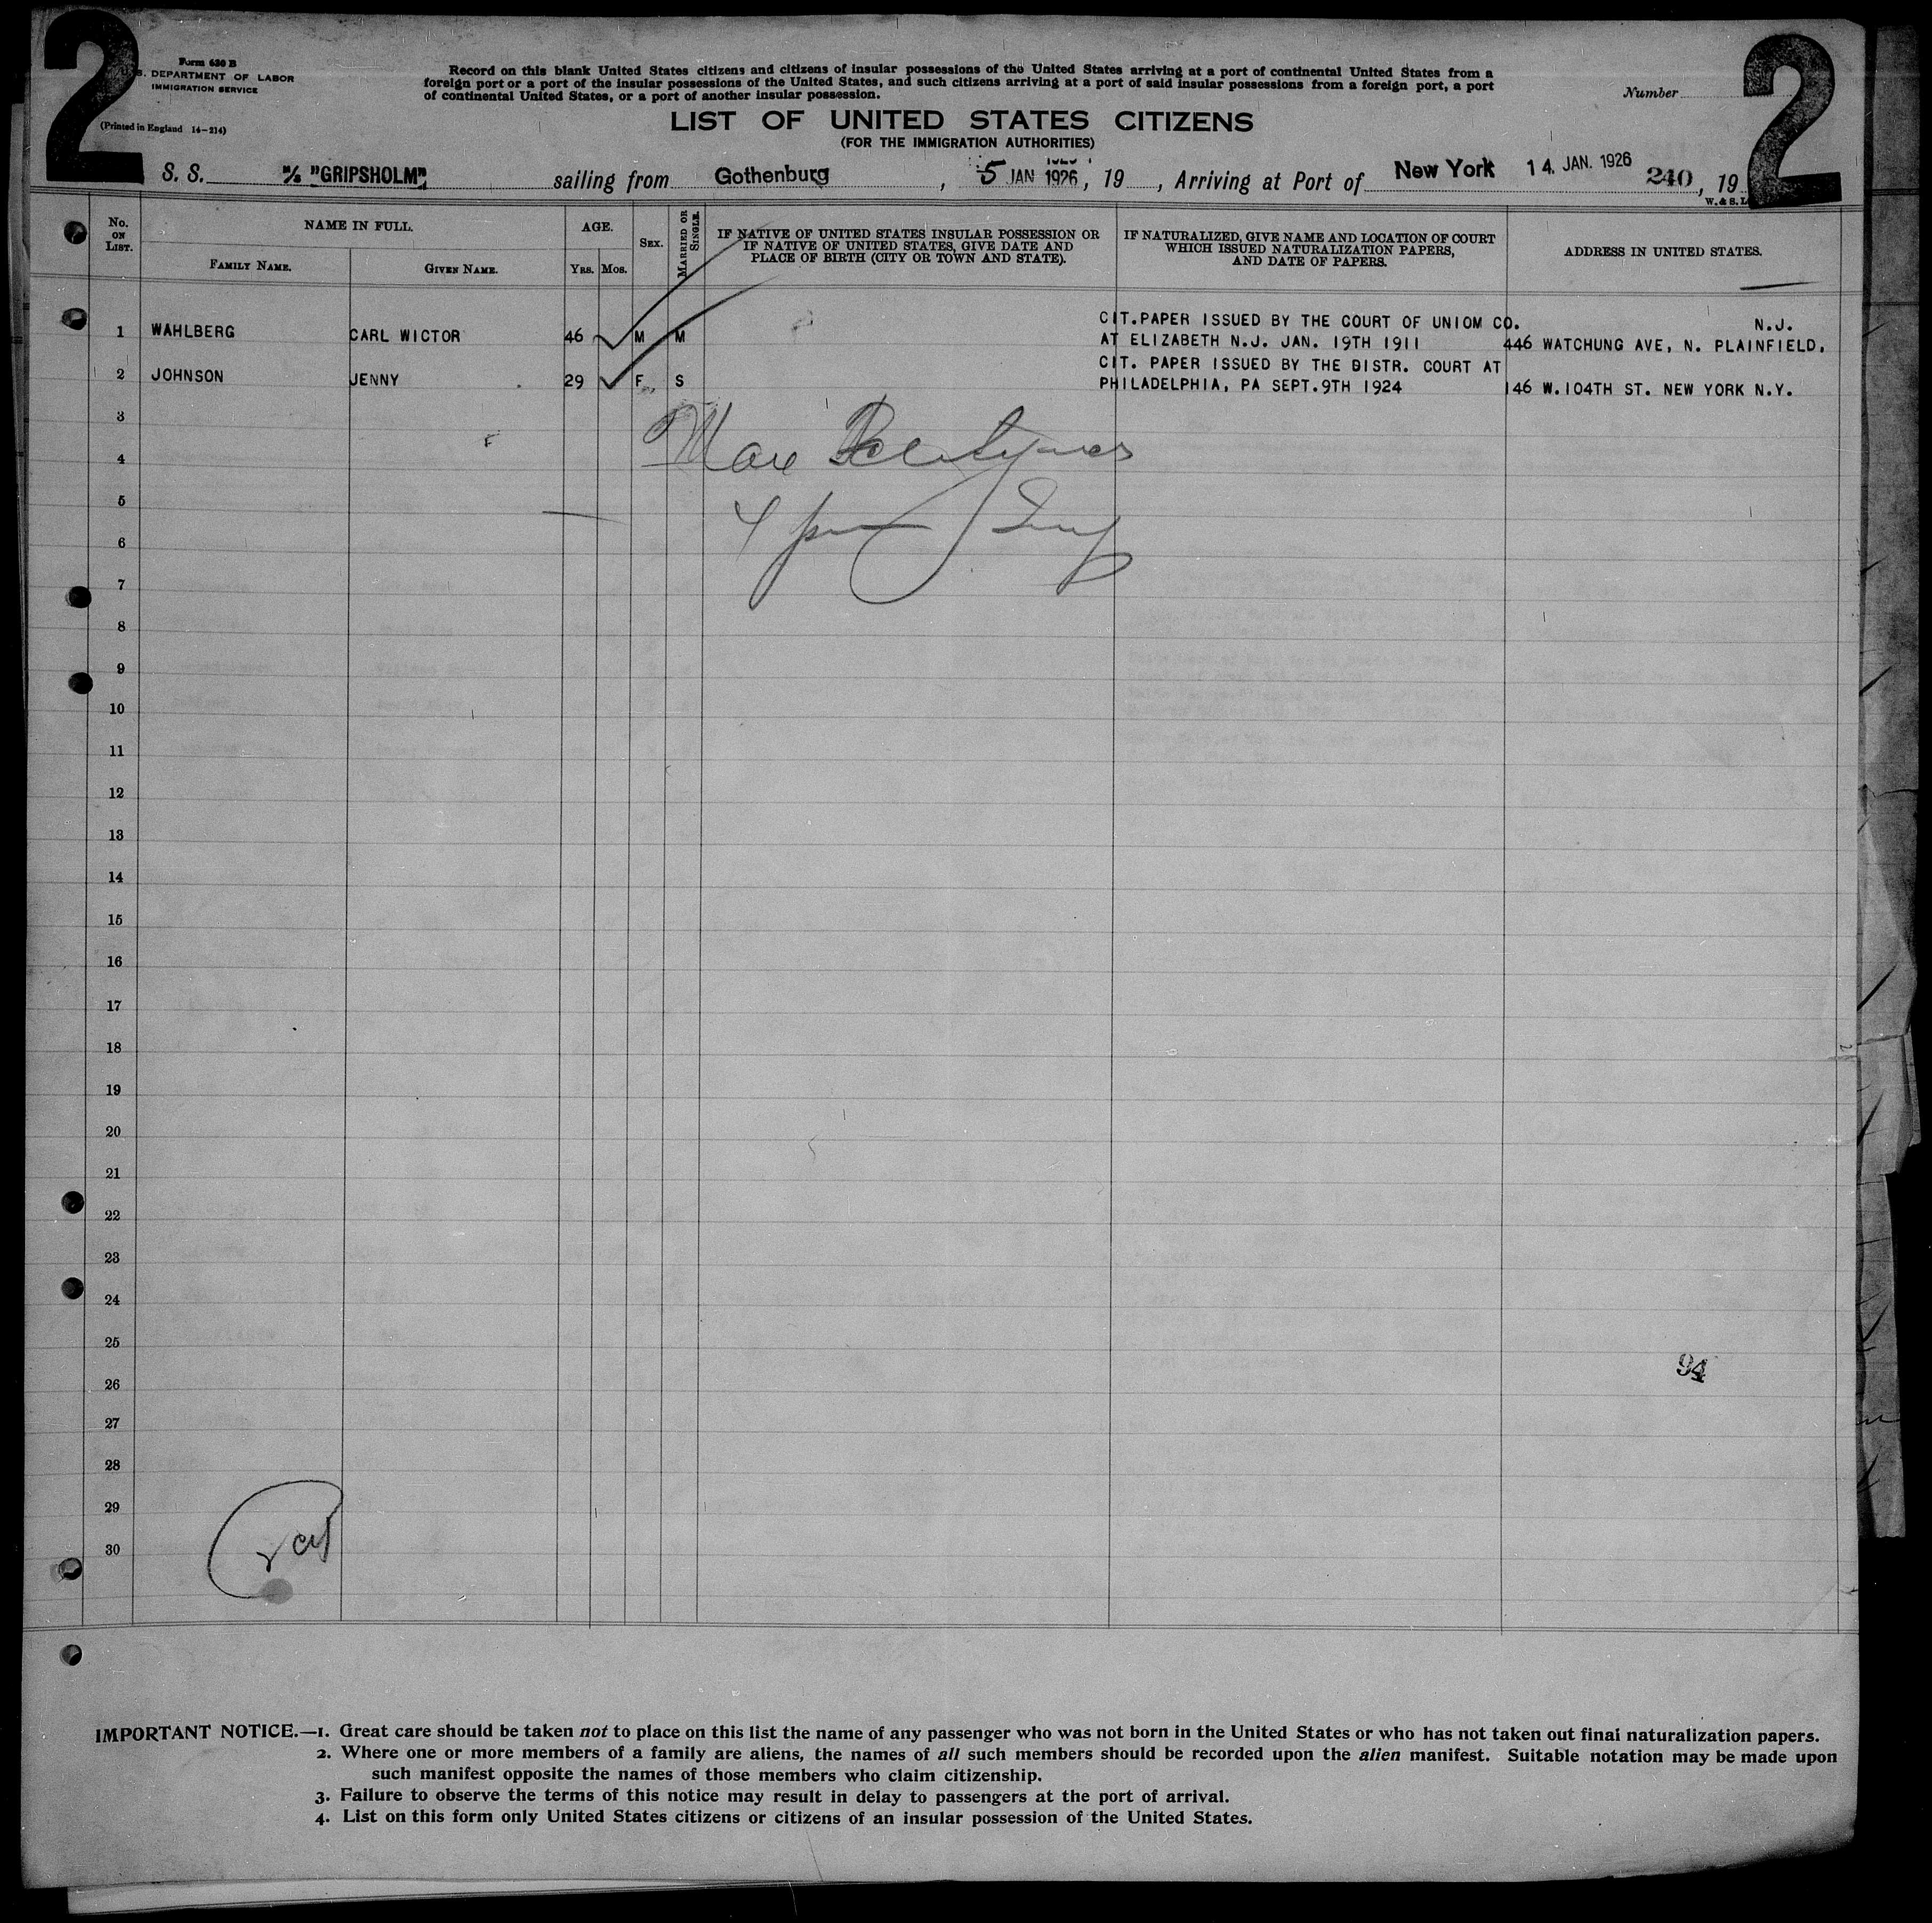 2
2
Form 630 B
U.S. DEPARTMENT OF LABOR
IMMIGRATION SERVICE
(Printed in England 14-214)
Record on this blank United States citizens and citizens of insular possessions of the United States arriving at a port of continental United States from a
foreign port or a port of the insular possessions of the United States, and such citizens arriving at a port of said insular possessions from a foreign port, a port
of continental United States, or a port of another insular possession.
Number
LIST OF UNITED STATES CITIZENS
(FOR THE IMMIGRATION AUTHORITIES)
S. S. M/S "GRIPSHOLM" sailing from Gothenburg, 5 JAN 1926, 19 , Arriving at Port of New York 14. JAN. 1926 240, 19
W. & S. L
No. ON LIST.
NAME IN FULL.
FAMILY NAME.
GIVEN NAME.
AGE.
YRS. MOS.
SEX.
MARRIED OR SINGLE.
IF NATIVE OF UNITED STATES INSULAR POSSESSION OR
IF NATIVE OF UNITED STATES, GIVE DATE AND
PLACE OF BIRTH (CITY OR TOWN AND STATE).
IF NATURALIZED, GIVE NAME AND LOCATION OF COURT
WHICH ISSUED NATURALIZATION PAPERS,
AND DATE OF PAPERS.
ADDRESS IN UNITED STATES.
CIT.PAPER ISSUED BY THE COURT OF UNIOM CO. N.J.
1 WAHLBERG CARL WICTOR 46 M M AT ELIZABETH N.J. JAN. 19TH 1911 446 WATCHUNG AVE, N. PLAINFIELD,
CIT. PAPER ISSUED BY THE DISTR. COURT AT
2 JOHNSON JENNY 29 F S PHILADELPHIA, PA SEPT.9TH 1924 146 W.104TH ST. NEW YORK N.Y.
3
4
5
6
7
8
9
10
11
12
13
14
15
16
17
18
19
20
21
22
23
24
25
94
26
27
28
29
30
IMPORTANT NOTICE.—1. Great care should be taken not to place on this list the name of any passenger who was not born in the United States or who has not taken out final naturalization papers.
2. Where one or more members of a family are aliens, the names of all such members should be recorded upon the alien manifest. Suitable notation may be made upon
such manifest opposite the names of those members who claim citizenship.
3. Failure to observe the terms of this notice may result in delay to passengers at the port of arrival.
4. List on this form only United States citizens or citizens of an insular possession of the United States.